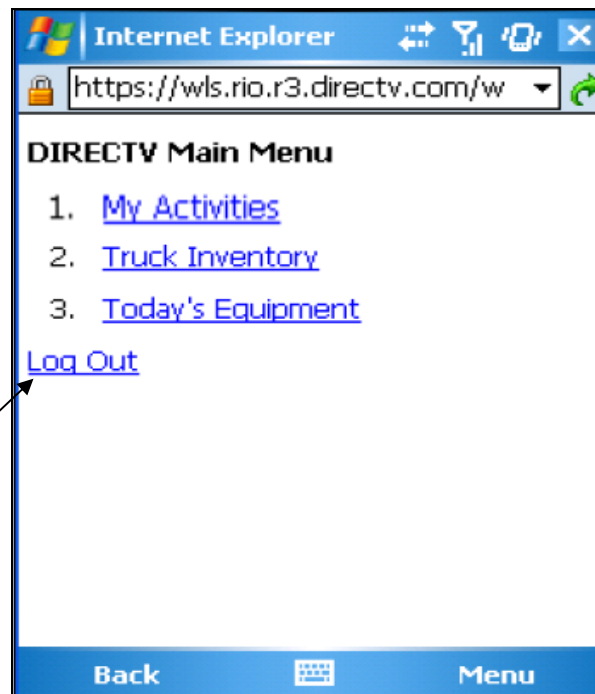 Internet Explorer
https://wls.rio.r3.directv.com/w
DIRECTV Main Menu
1. My Activities
2. Truck Inventory
3. Today's Equipment
Log Out
Back Menu